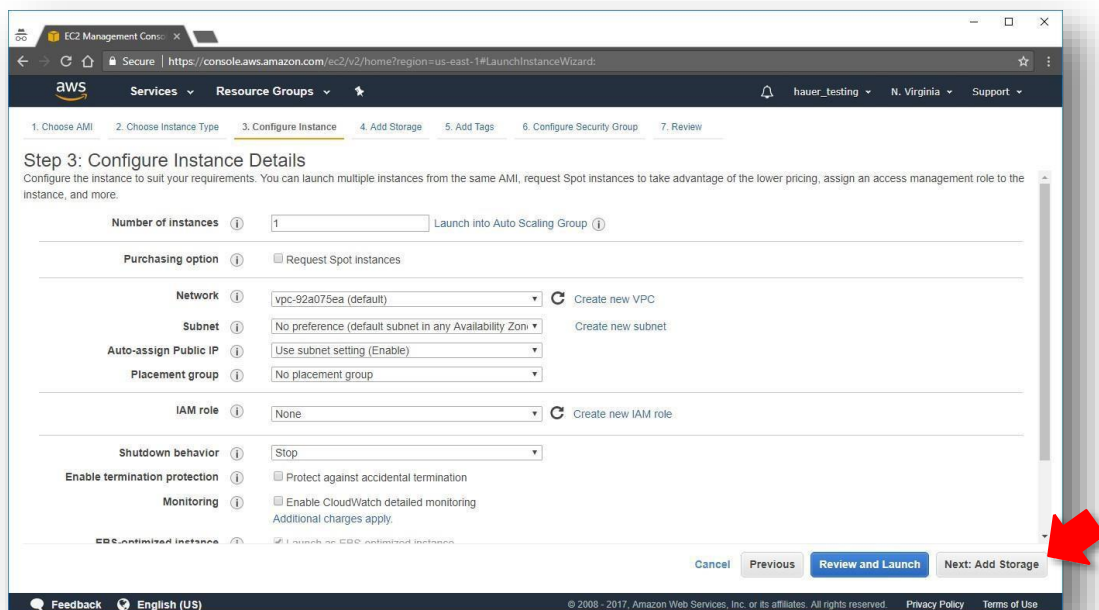 EC2 Management Conso
Secure | https://console.aws.amazon.com/ec2/v2/home?region=us-east-1#LaunchInstanceWizard:
aws Services Resource Groups hauer_testing N. Virginia Support
1. Choose AMI 2. Choose Instance Type 3. Configure Instance 4. Add Storage 5. Add Tags 6. Configure Security Group 7. Review
Step 3: Configure Instance Details
Configure the instance to suit your requirements. You can launch multiple instances from the same AMI, request Spot instances to take advantage of the lower pricing, assign an access management role to the
instance, and more.
Number of instances 1 Launch into Auto Scaling Group
Purchasing option Request Spot instances
Network vpc-92a075ea (default) Create new VPC
Subnet No preference (default subnet in any Availability Zon Create new subnet
Auto-assign Public IP Use subnet setting (Enable)
Placement group No placement group
IAM role None Create new IAM role
Shutdown behavior Stop
Enable termination protection Protect against accidental termination
Monitoring Enable CloudWatch detailed monitoring
Additional charges apply.
EBS-optimized instance Launch as EBS-optimized instance
Cancel Previous Review and Launch Next: Add Storage
Feedback English (US) © 2008 - 2017, Amazon Web Services, Inc. or its affiliates. All rights reserved. Privacy Policy Terms of Use